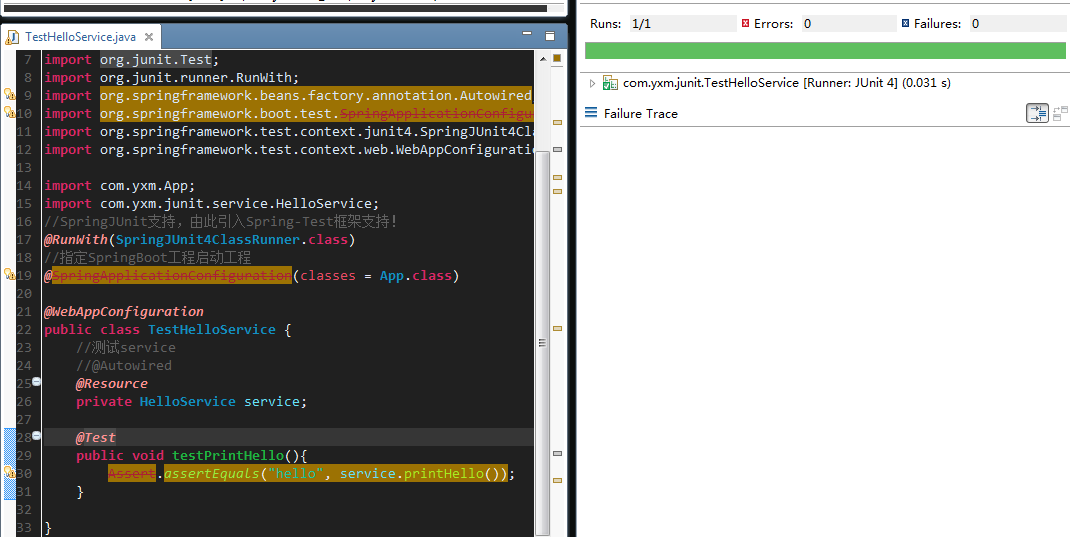 TestHelloService.java
7 import org.junit.Test;
8 import org.junit.runner.RunWith;
9 import org.springframework.beans.factory.annotation.Autowired
10 import org.springframework.boot.test.SpringApplicationConfigu
11 import org.springframework.test.context.junit4.SpringJUnit4Cl
12 import org.springframework.test.context.web.WebAppConfigurati
13
14 import com.yxm.App;
15 import com.yxm.junit.service.HelloService;
16 //SpringJUnit支持，由此引入Spring-Test框架支持！
17 @RunWith(SpringJUnit4ClassRunner.class)
18 //指定SpringBoot工程启动工程
19 @SpringApplicationConfiguration(classes = App.class)
20
21 @WebAppConfiguration
22 public class TestHelloService {
23 //测试service
24 //@Autowired
25 @Resource
26 private HelloService service;
27
28 @Test
29 public void testPrintHello(){
30 Assert.assertEquals("hello", service.printHello());
31 }
32
33 }
Runs: 1/1 Errors: 0 Failures: 0
com.yxm.junit.TestHelloService [Runner: JUnit 4] (0.031 s)
Failure Trace